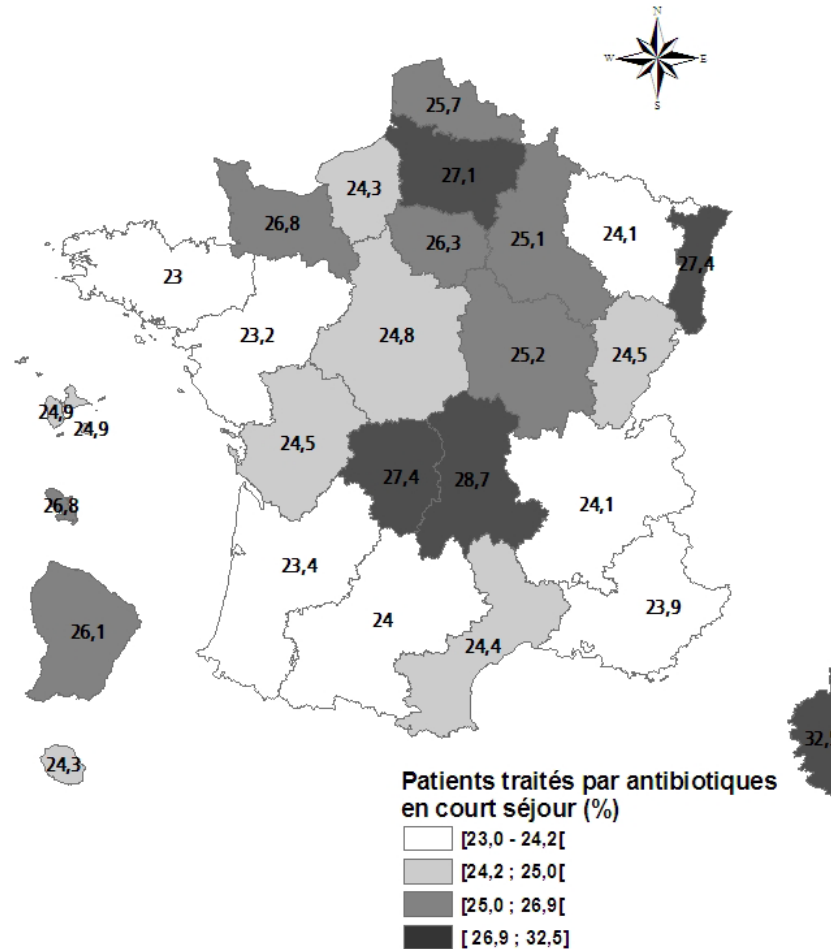 N
W E
S
25,7
27,1
24,3
26,8
26,3
25,1
24,1
27,4
23
23,2
24,8
25,2
24,5
24,9
24,9
24,5
27,4
28,7
26,8
24,1
23,4
24
23,9
26,1
24,4
24,3
Patients traités par antibiotiques
en court séjour (%)
[23,0 - 24,2[
[24,2 ; 25,0[
[25,0 ; 26,9[
[ 26,9 ; 32,5]